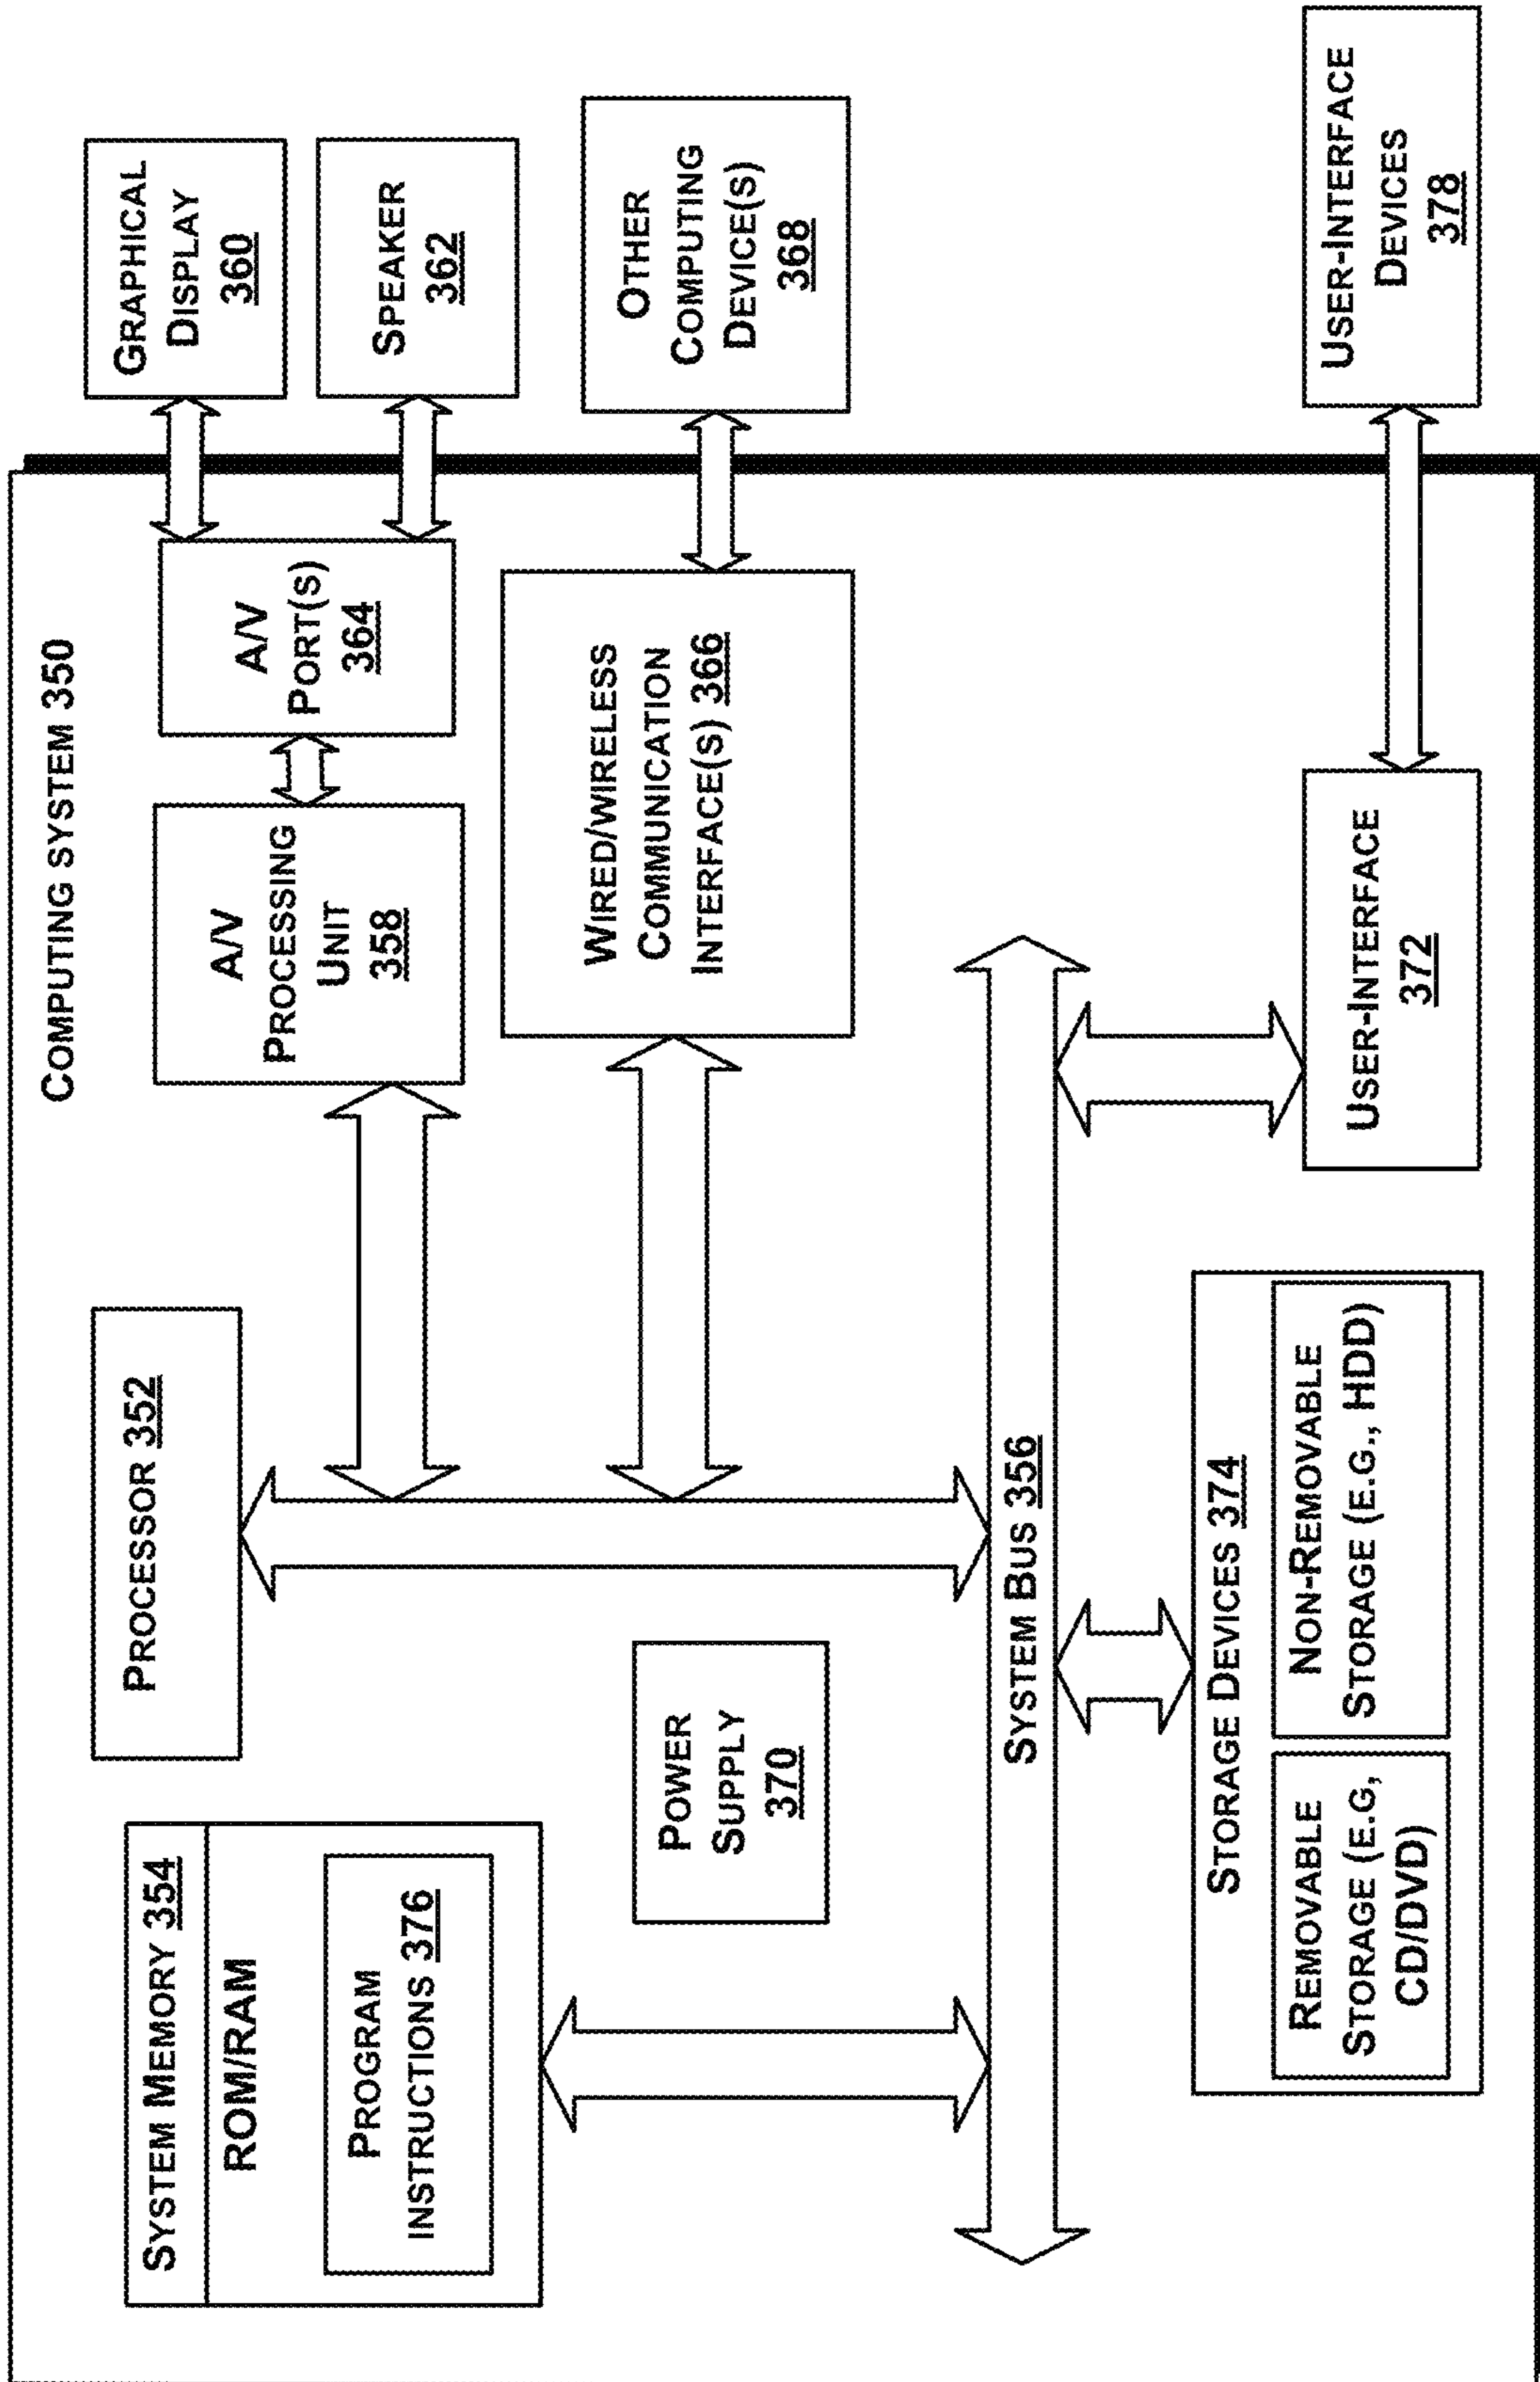 COMPUTING SYSTEM 350
SYSTEM MEMORY 354
ROM/RAM
PROGRAM
INSTRUCTIONS 376
PROCESSOR 352
A/V
PROCESSING
UNIT
358
A/V
PORT(S)
364
GRAPHICAL
DISPLAY
360
SPEAKER
362
POWER
SUPPLY
370
WIRED/WIRELESS
COMMUNICATION
INTERFACE(S) 366
OTHER
COMPUTING
DEVICE(S)
368
SYSTEM BUS 356
STORAGE DEVICES 374
REMOVABLE
STORAGE (E.G,
CD/DVD)
NON-REMOVABLE
STORAGE (E.G., HDD)
USER-INTERFACE
372
USER-INTERFACE
DEVICES
378